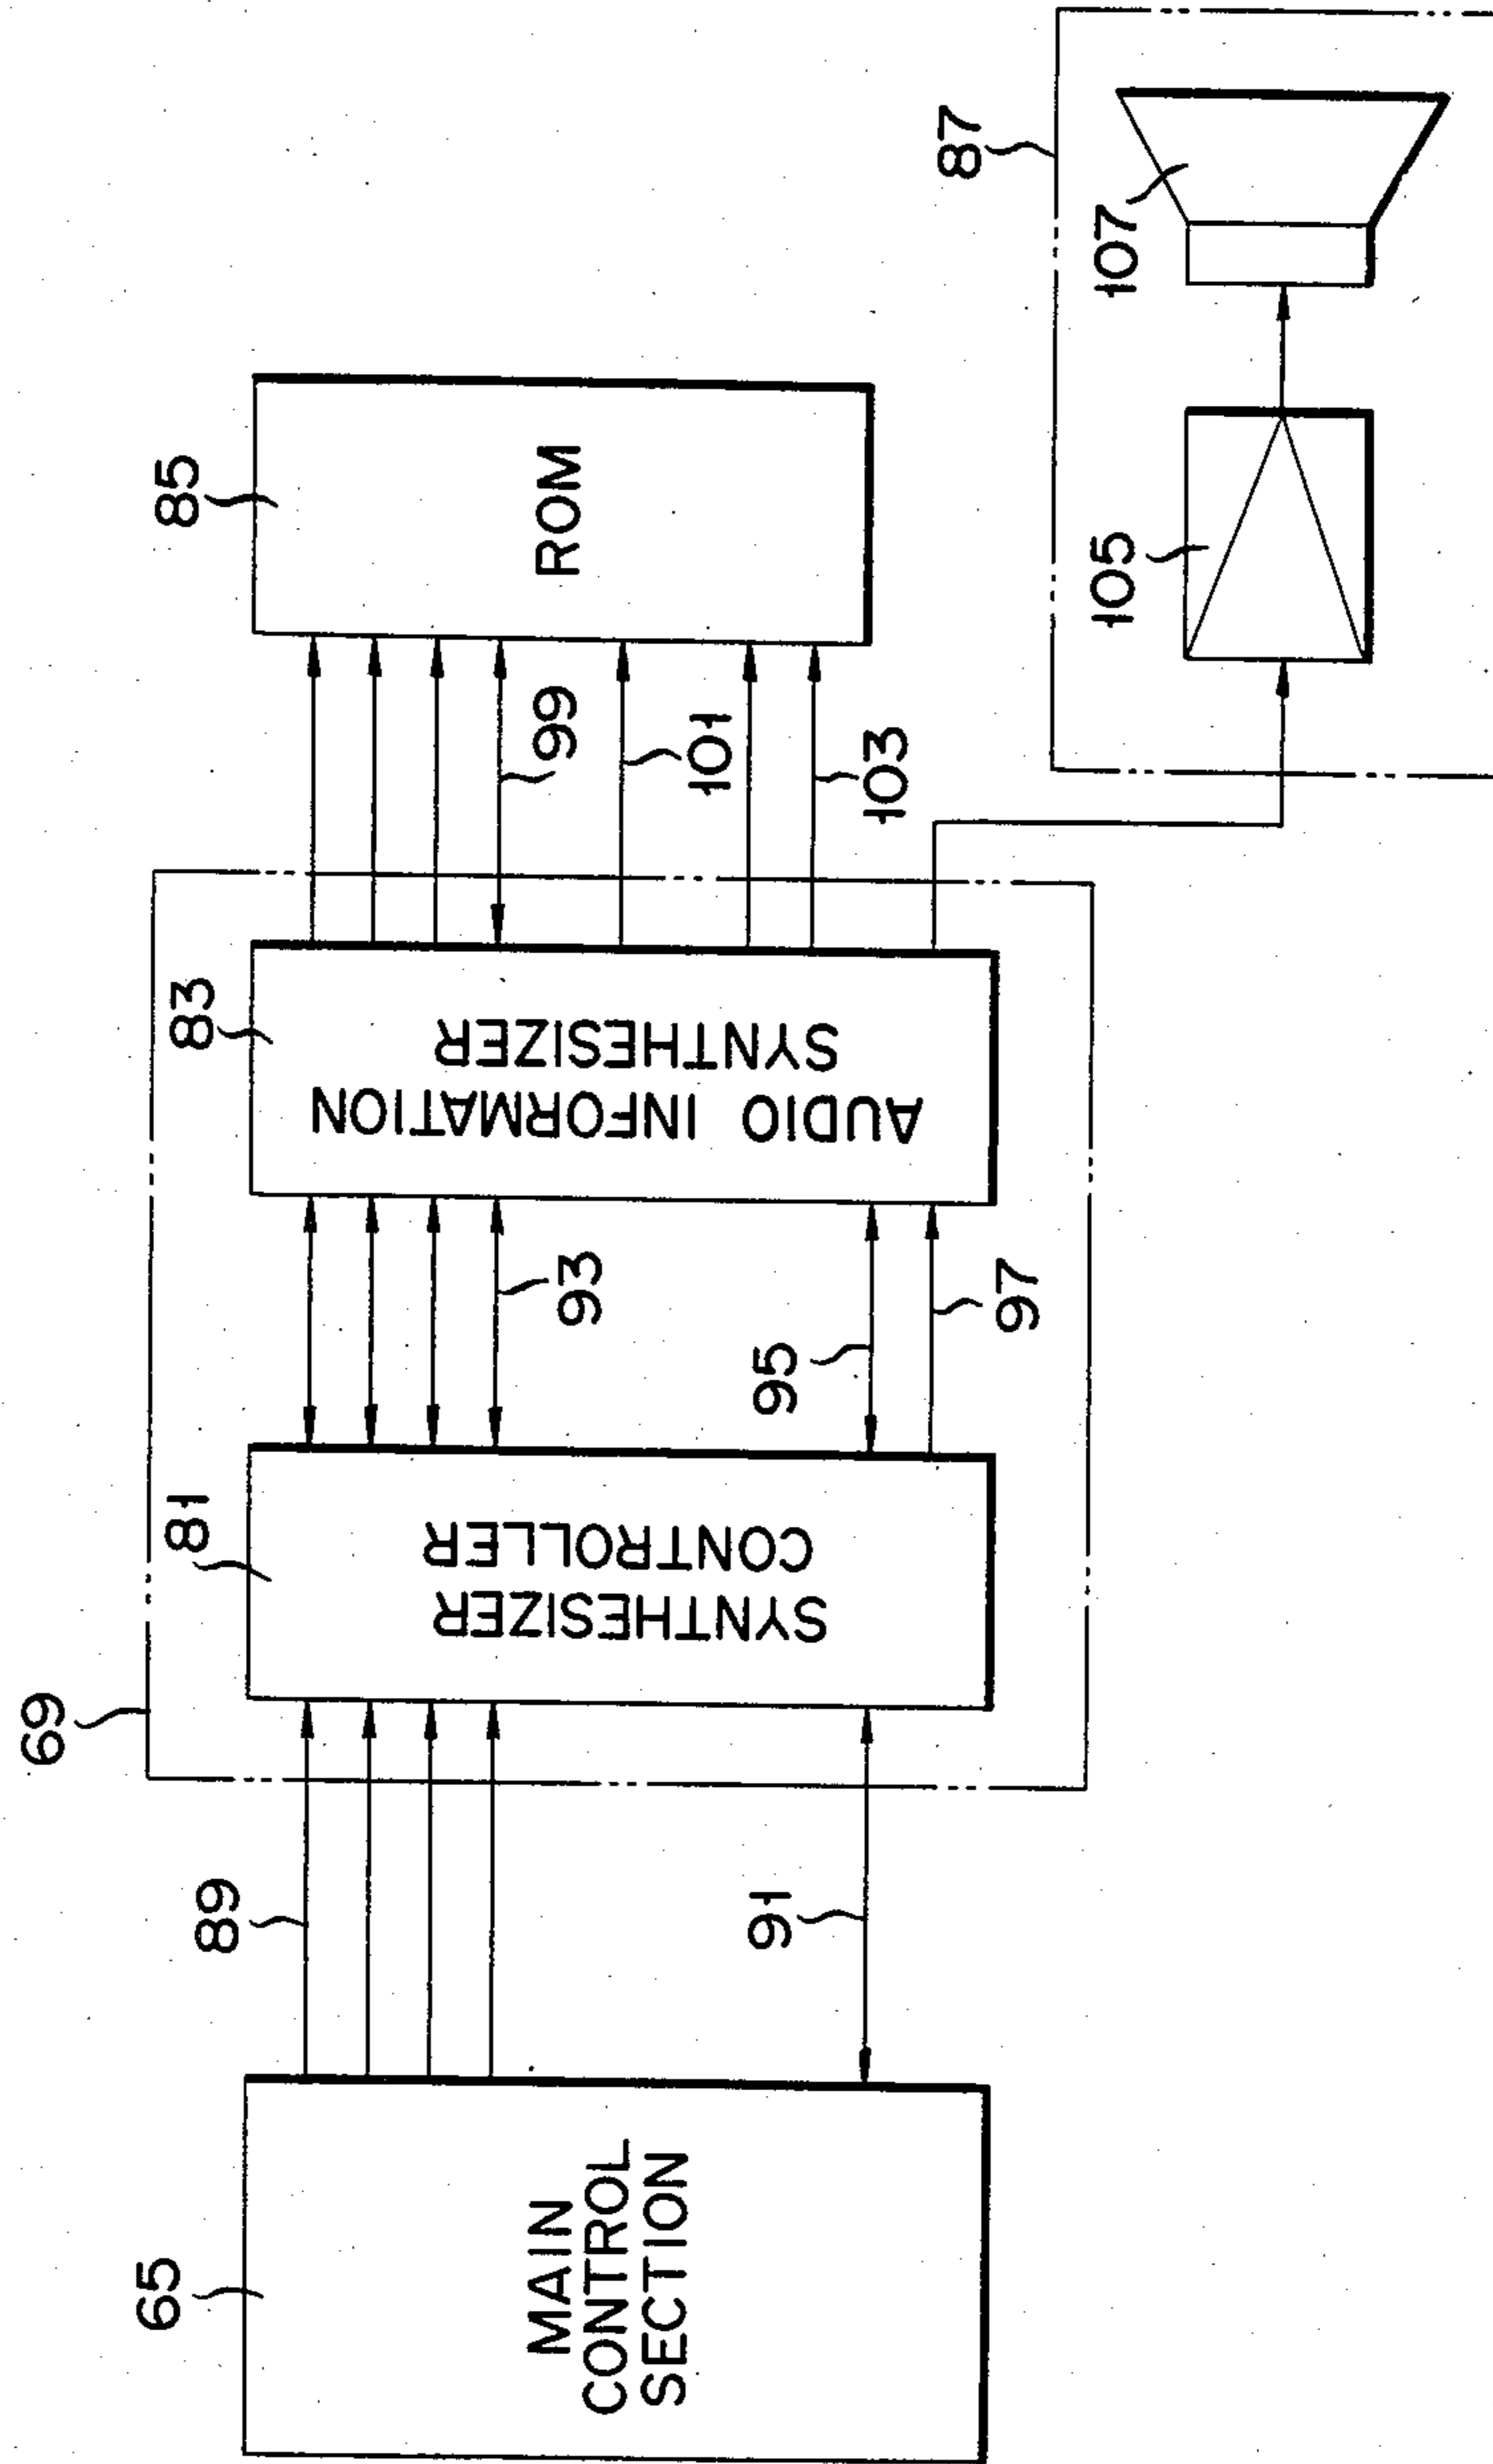 65
MAIN
CONTROL
SECTION
89
91
69
81
SYNTHESIZER
CONTROLLER
93
95
97
83
AUDIO INFORMATION
SYNTHESIZER
99
101
103
85
ROM
87
105
107